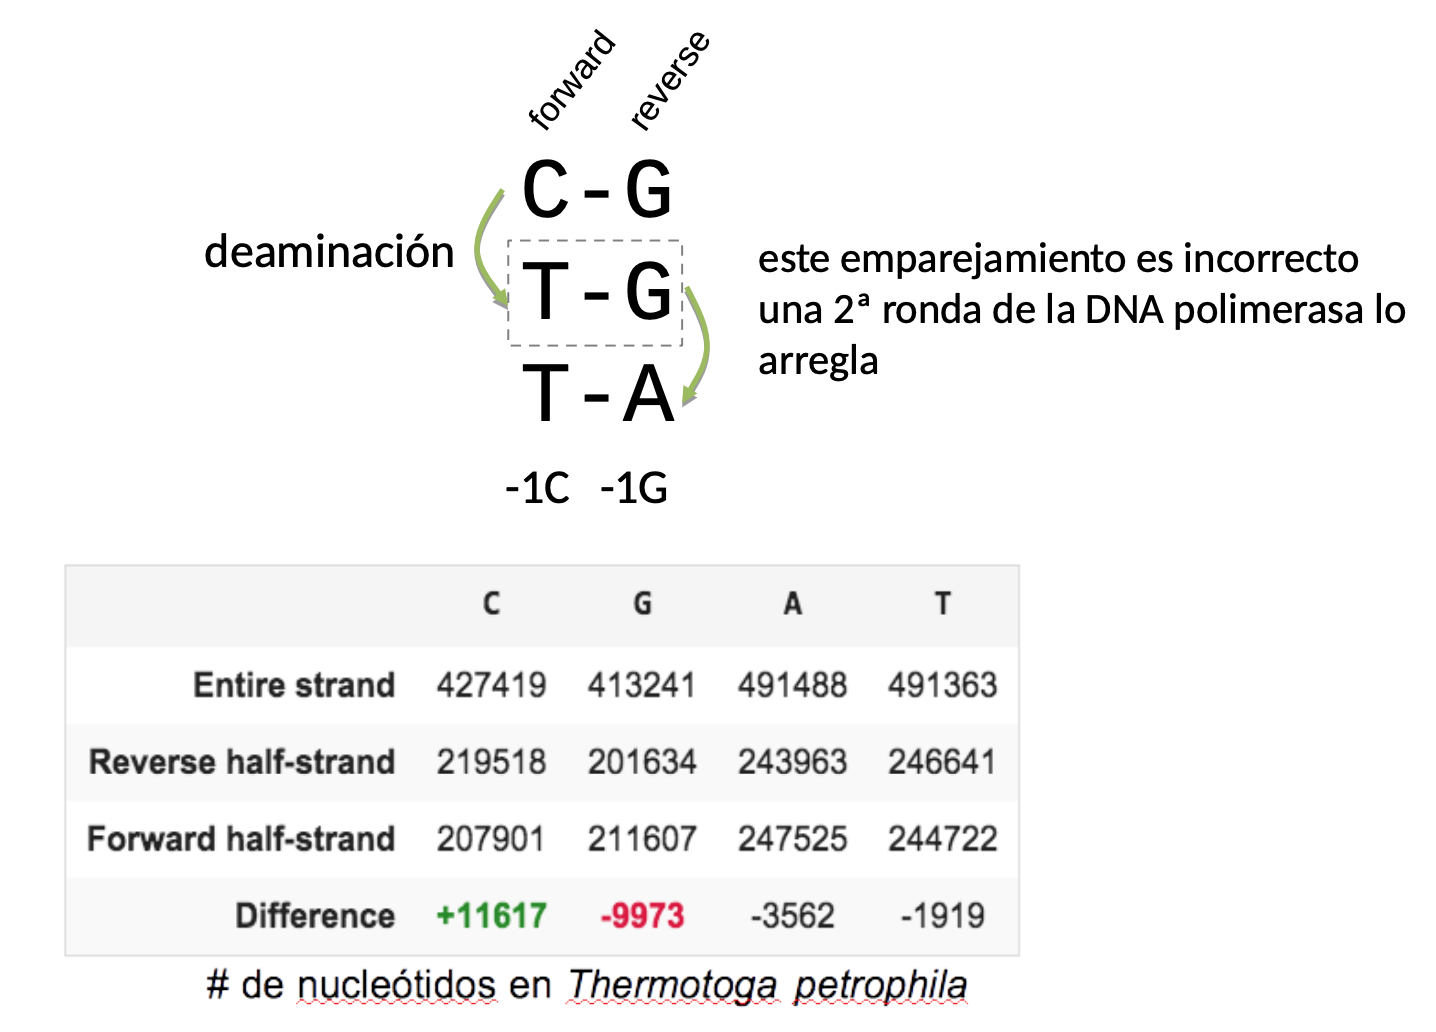 forward reverse
C-G
deaminación
T-G
este emparejamiento es incorrecto
una 2ª ronda de la DNA polimerasa lo
arregla
T-A
-1C -1G
C G A T
Entire strand 427419 413241 491488 491363
Reverse half-strand 219518 201634 243963 246641
Forward half-strand 207901 211607 247525 244722
Difference +11617 -9973 -3562 -1919
# de nucleótidos en Thermotoga petrophila